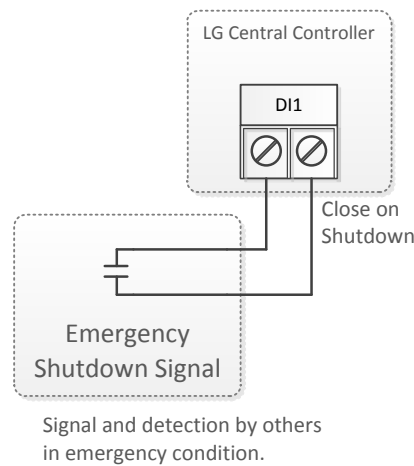 LG Central Controller
DI1
Close on
Shutdown
Emergency
Shutdown Signal
Signal and detection by others
in emergency condition.